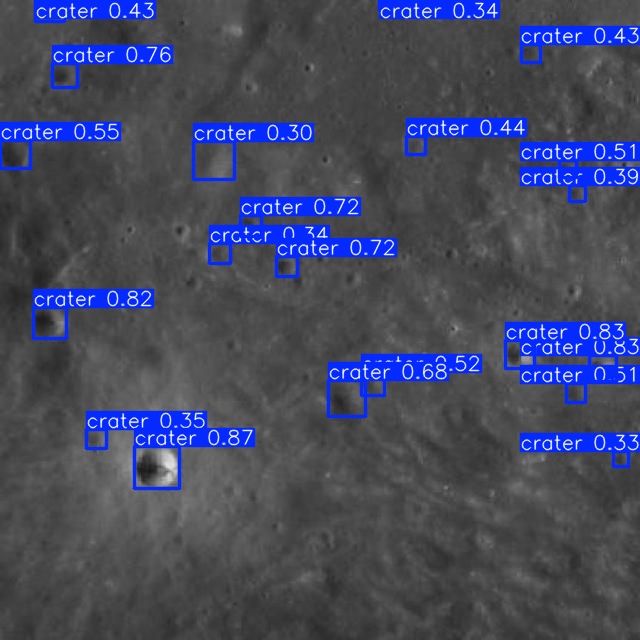 crater 0.43
crater 0.34
crater 0.43
crater 0.76
crater 0.55
crater 0.30
crater 0.44
crater 0.51
crater 0.39
crater 0.72
crater 0.34
crater 0.72
crater 0.82
crater 0.83
crater 0.83
crater 0.52
crater 0.68
crater 0.51
crater 0.35
crater 0.87
crater 0.33